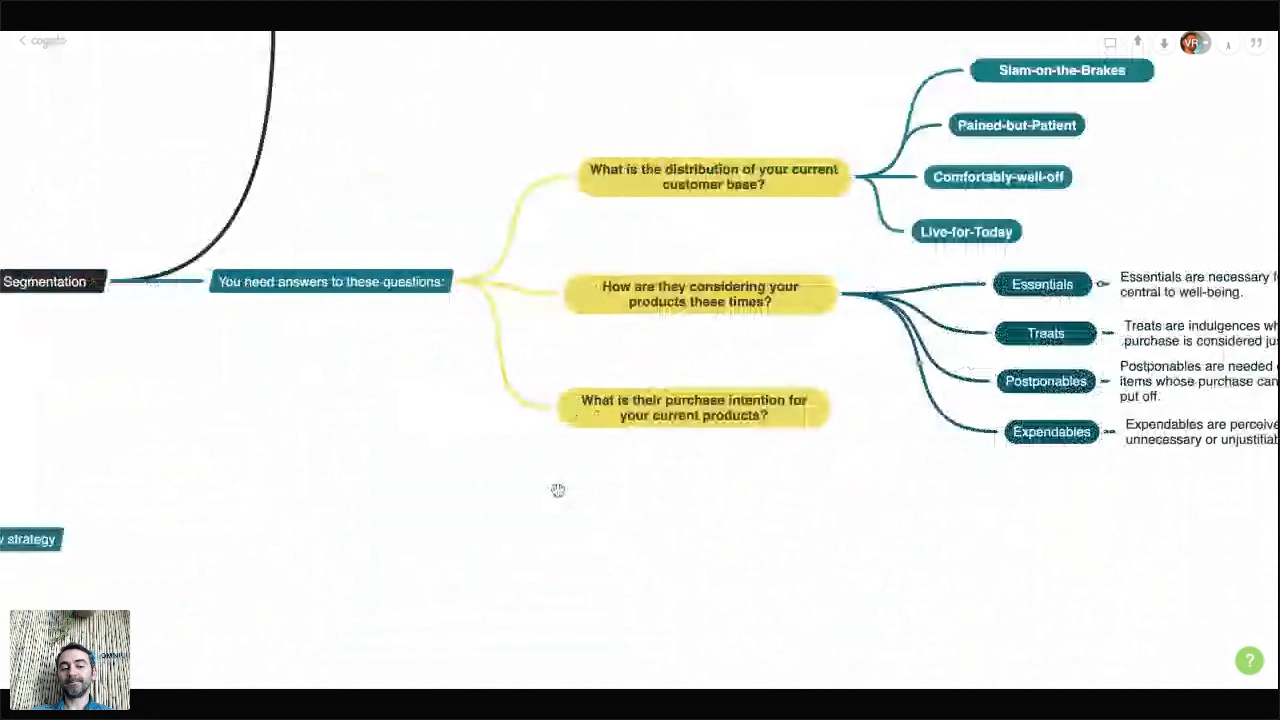 coggle
VR
Slam-on-the-Brakes
Pained-but-Patient
What is the distribution of your current
customer base?
Comfortably-well-off
Live-for-Today
Segmentation
You need answers to these questions:
How are they considering your
products these times?
Essentials
Essentials are necessary
central to well-being.
Treats
Treats are indulgences
purchase is considered
Postponables
Postponables are needed
items whose purchase can
put off.
What is their purchase intention for
your current products?
Expendables
Expendables are
unnecessary or
strategy
?